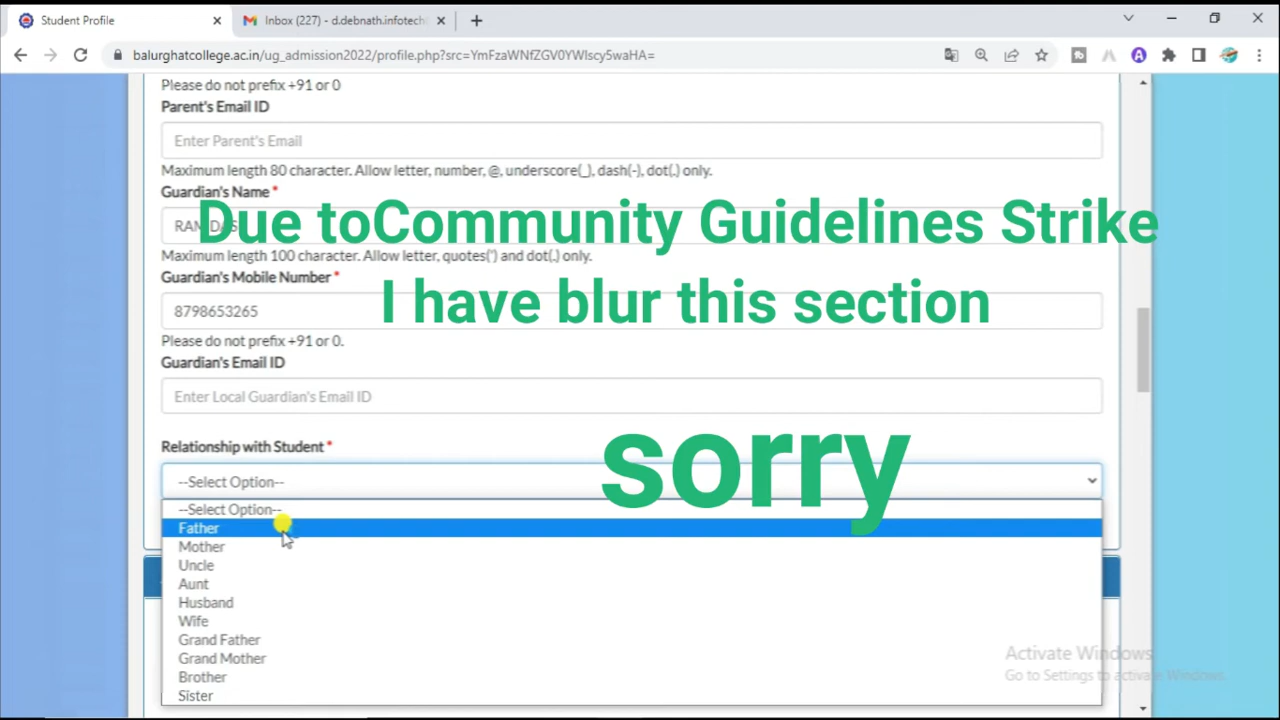 Student Profile
Inbox (227) - d.debnath.infotech
balurghatcollege.ac.in/ug_admission2022/profile.php?src=YmFzaWNfZGV0YWlscy5waHA=
Please do not prefix +91 or 0
Parent's Email ID
Enter Parent's Email
Maximum length 80 character. Allow letter, number, @, underscore(_), dash(-), dot(.) only.
Guardian's Name *
Due toCommunity Guidelines Strike
Maximum length 100 character. Allow letter, quotes(') and dot(.) only.
Guardian's Mobile Number *
I have blur this section
8798653265
Please do not prefix +91 or 0.
Guardian's Email ID
Enter Local Guardian's Email ID
Relationship with Student *
sorry
--Select Option--
--Select Option--
Father
Mother
Uncle
Aunt
Husband
Wife
Grand Father
Grand Mother
Brother
Sister
Activate Windows
Go to Settings to activate Windows.